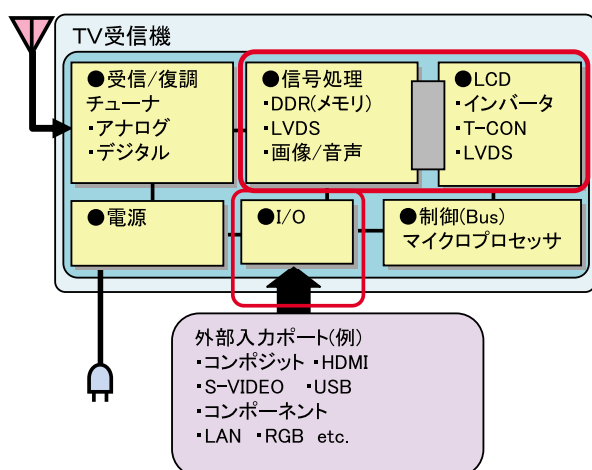 TV受信機
●受信/復調
チューナ
・アナログ
・デジタル
●信号処理
・DDR(メモリ)
・LVDS
・画像/音声
●LCD
・インバータ
・T-CON
・LVDS
●電源
●I/O
●制御(Bus)
マイクロプロセッサ
外部入力ポート(例)
・コンポジット ・HDMI
・S-VIDEO ・USB
・コンポーネント
・LAN ・RGB etc.